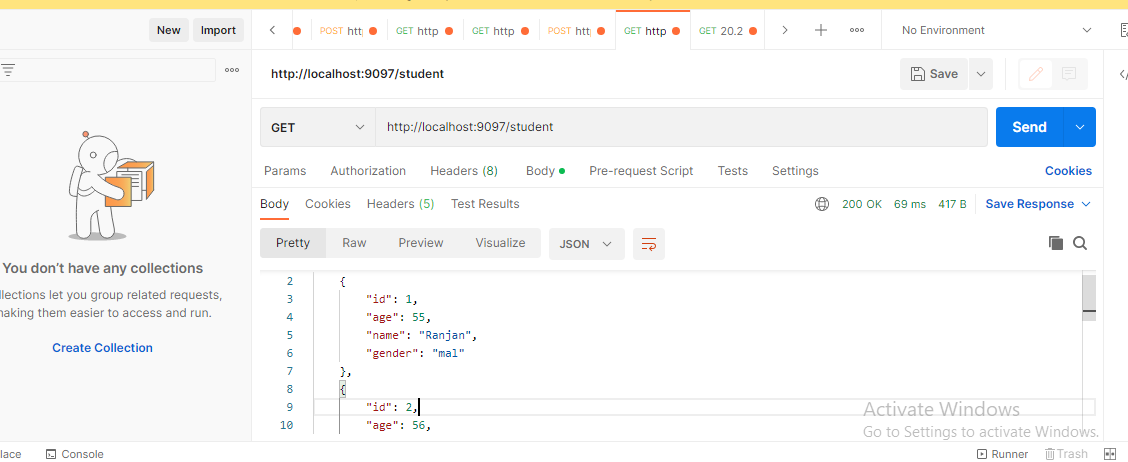 New Import
POST htt GET http GET http POST htt GET http GET 20.2 No Environment
http://localhost:9097/student
Save
GET http://localhost:9097/student
Send
Params Authorization Headers (8) Body Pre-request Script Tests Settings Cookies
Body Cookies Headers (5) Test Results
200 OK 69 ms 417 B Save Response
Pretty Raw Preview Visualize JSON
You don't have any collections
llections let you group related requests,
naking them easier to access and run.
Create Collection
2 {
3 "id": 1,
4 "age": 55,
5 "name": "Ranjan",
6 "gender": "mal"
7 },
8 {
9 "id": 2,
10 "age": 56,
Activate Windows
Go to Settings to activate Windows.
lace Console Runner Trash